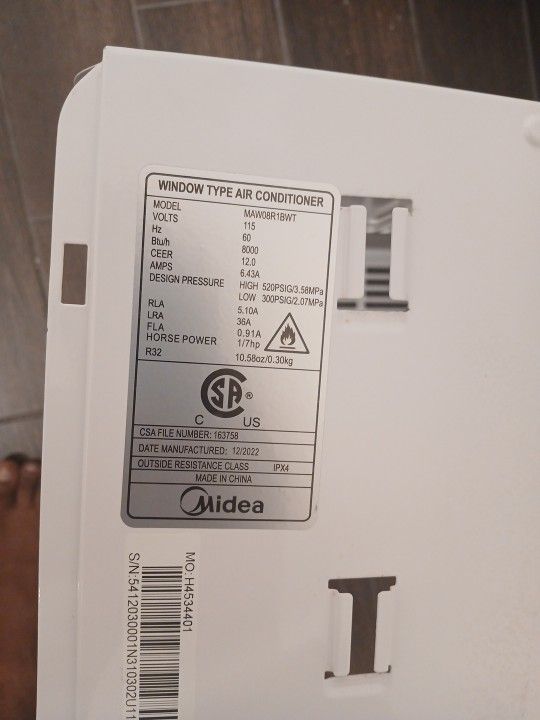 WINDOW TYPE AIR CONDITIONER
MODEL MAW08R1BWT
VOLTS 115
Hz 60
Btu/h 8000
CEER 12.0
AMPS 6.43A
DESIGN PRESSURE HIGH 520PSIG/3.58MPa
LOW 300PSIG/2.07MPa
RLA 5.10A
LRA 36A
FLA 0.91A
HORSE POWER 1/7hp
R32 10.58oz/0.30kg
SA ®
C US
CSA FILE NUMBER: 163758
DATE MANUFACTURED: 12/2022
OUTSIDE RESISTANCE CLASS IPX4
MADE IN CHINA
Midea
MO: H4534401
S/N:5412030001N310302U11